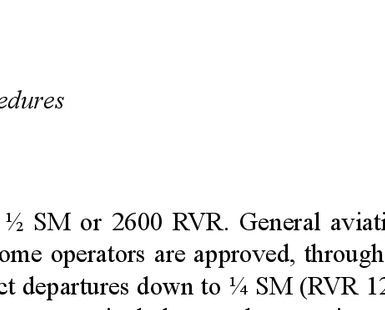 edures
½ SM or 2600 RVR. General aviati
ome operators are approved, through
ct departures down to ¼ SM (RVR 12